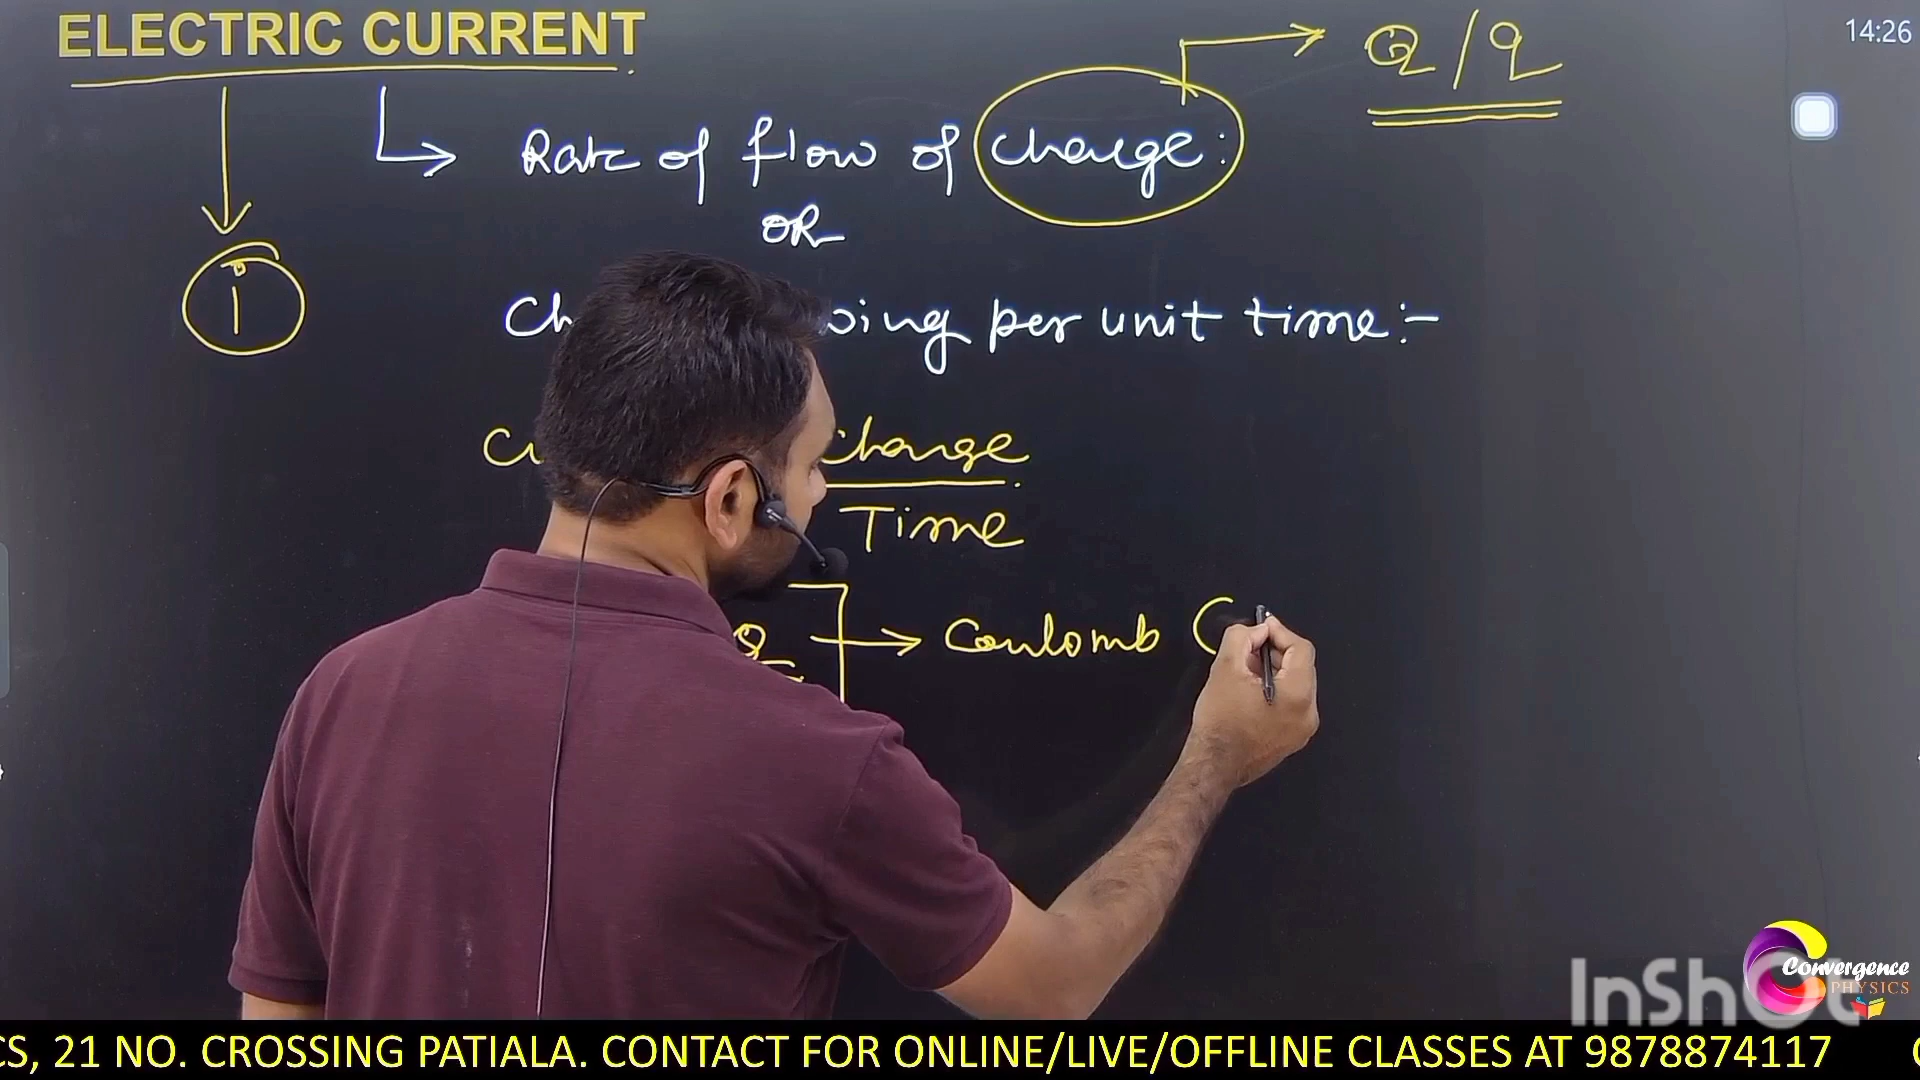 ELECTRIC CURRENT
Q / q
14:26
Rate of flow of charge:
OR
i
per unit time:-
Charge
Time
Q
Coulomb (
InShOt
Convergence
PHYSICS
CS, 21 NO. CROSSING PATIALA. CONTACT FOR ONLINE/LIVE/OFFLINE CLASSES AT 9878874117